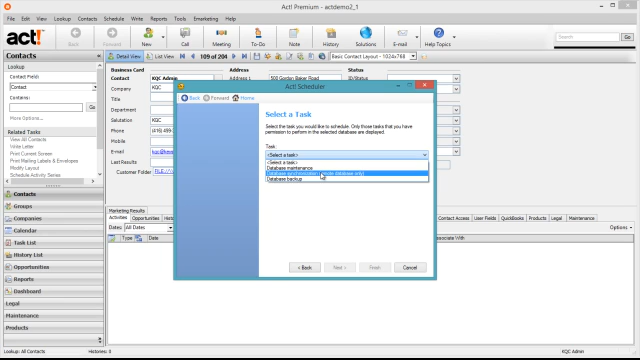 Act! Premium - actdemo2_1
File Edit View Lookup Contacts Schedule Write Reports Tools Emarketing Help
act!
Back Forward New Call Meeting To-Do Note History Solutions E-mail Help Topics
Search Go
Contacts «
Detail View List View 109 of 204 Basic Contact Layout - 1024x768
Lookup
Contact Field:
Contact
Contains:
Go
More Options...
Related Tasks
View All Contacts
Write Letter
Print Current Screen
Print Mailing Labels & Envelopes
Modify Layout
Schedule Activity Series
Contacts
Groups
Companies
Calendar
Task List
History List
Opportunities
Reports
Dashboard
Legal
Maintenance
Products
Business Card
Contact KQC Admin
Company KQC
Title
Department
Salutation KQC
Phone (416) 499
Mobile
E-mail
Last Results
Customer Folder
Address
Address 1 500 Gordon Baker Road
Status
ID/Status
Act! Scheduler
Back Forward Home
Select a Task
Select the task you would like to schedule. Only those tasks that you have
permission to perform in the selected database are displayed.
Task:
<Select a task>
<Select a task>
Database maintenance
Database synchronization
Database backup
< Back Next > Finish Cancel
Marketing Results
Activities Opportunities Contact Access User Fields QuickBooks Products Legal Maintenance
Dates: All Dates Options
Type Date
Lookup: All Contacts Histories: 0 KQC Admin